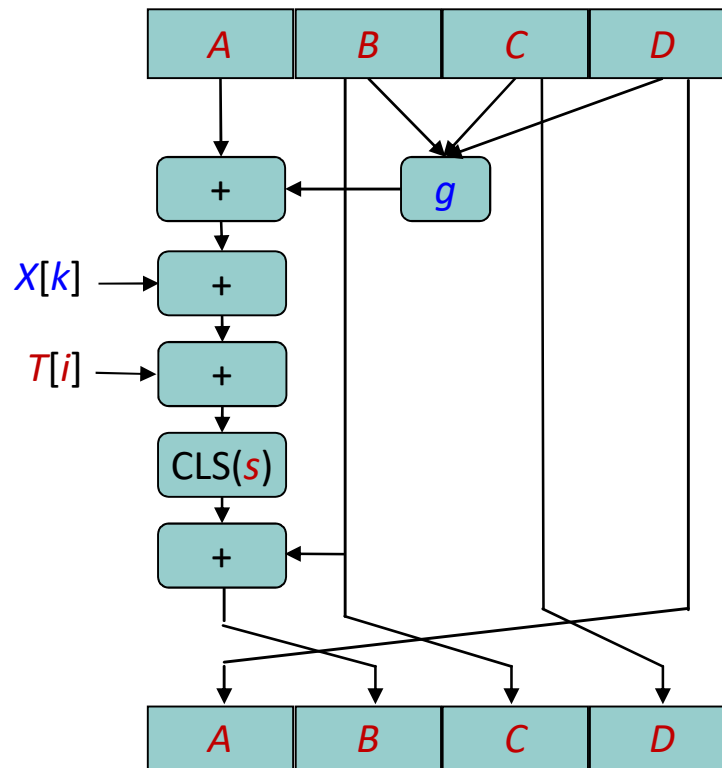 A B C D
+ g
X[k] +
T[i] +
CLS(s)
+
A B C D